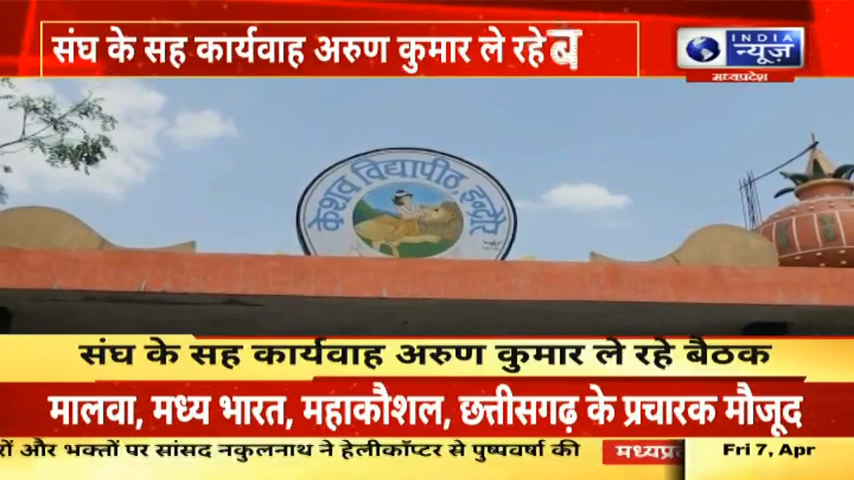 संघ के सह कार्यवाह अरुण कुमार ले रहे ब
INDIA
न्यूज़
मध्यप्रदेश
केशव विद्यापीठ, इन्दौर
संघ के सह कार्यवाह अरुण कुमार ले रहे बैठक
मालवा, मध्य भारत, महाकौशल, छत्तीसगढ़ के प्रचारक मौजूद
रों और भक्तों पर सांसद नकुलनाथ ने हेलीकॉप्टर से पुष्पवर्षा की
मध्यप्र
Fri 7, Apr